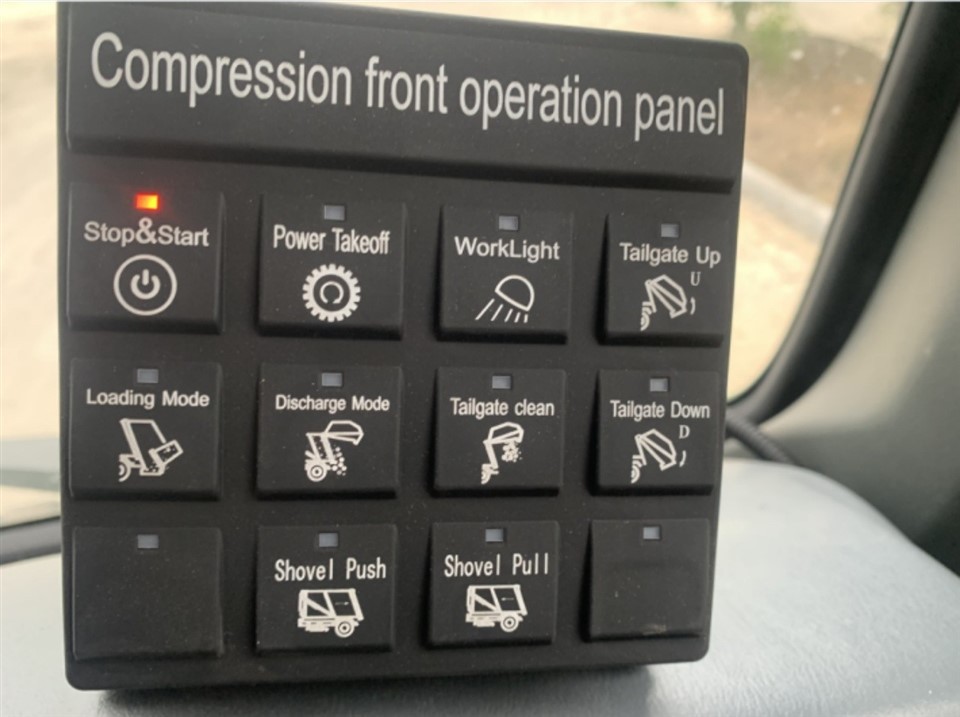 Compression front operation panel
Stop&Start
Power Takeoff
WorkLight
Tailgate Up
U
Loading Mode
Discharge Mode
Tailgate clean
Tailgate Down
D
Shovel Push
Shovel Pull